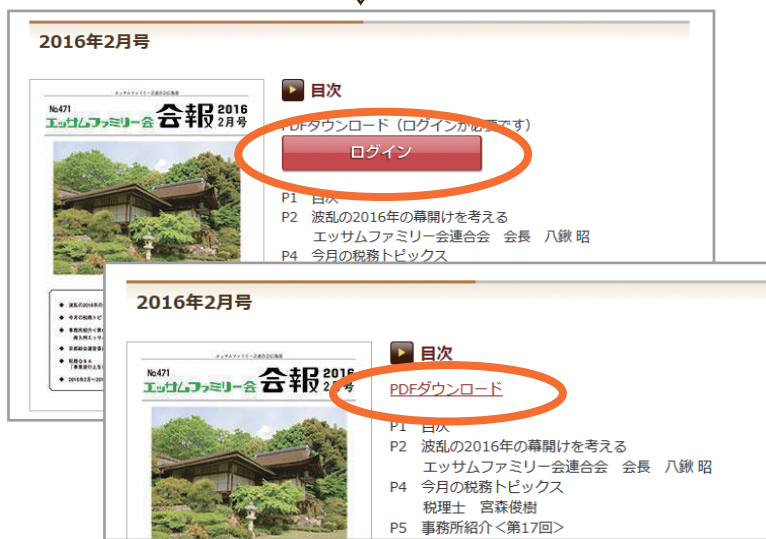 2016年2月号
No.471
エッサムファミリー会 会報 2016 2月号
目次
PDFダウンロード（ログインが必要です）
ログイン
P1 目次
P2 波乱の2016年の幕開けを考える
エッサムファミリー会連合会 会長 八鍬 昭
P4 今月の税務トピックス
2016年2月号
No.471
エッサムファミリー会 会報 2016 2月号
目次
PDFダウンロード
P1 目次
P2 波乱の2016年の幕開けを考える
エッサムファミリー会連合会 会長 八鍬 昭
P4 今月の税務トピックス
税理士 宮森俊樹
P5 事務所紹介＜第17回＞